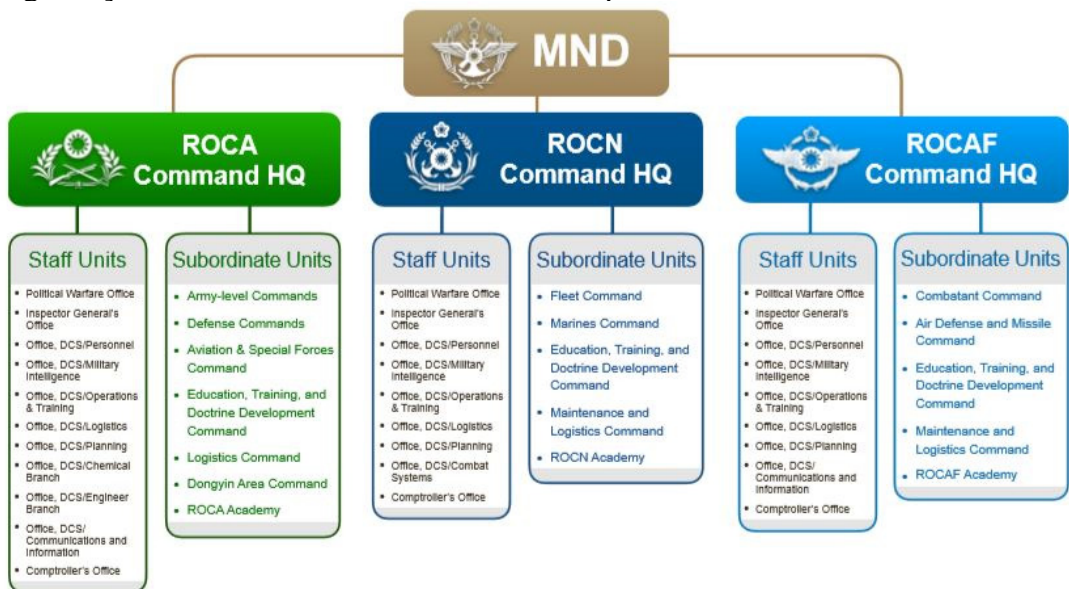 MND
ROCA
Command HQ
Staff Units
• Political Warfare Office
• Inspector General's
Office
• Office, DCS/Personnel
• Office, DCS/Military
Intelligence
• Office, DCS/Operations
& Training
• Office, DCS/Logistics
• Office, DCS/Planning
• Office, DCS/Chemical
Branch
• Office, DCS/Engineer
Branch
• Office, DCS/
Communications and
Information
• Comptroller's Office
Subordinate Units
• Army-level Commands
• Defense Commands
• Aviation & Special Forces
Command
• Education, Training, and
Doctrine Development
Command
• Logistics Command
• Dongyin Area Command
• ROCA Academy
ROCN
Command HQ
Staff Units
• Political Warfare Office
• Inspector General's
Office
• Office, DCS/Personnel
• Office, DCS/Military
Intelligence
• Office, DCS/Operations
& Training
• Office, DCS/Logistics
• Office, DCS/Planning
• Office, DCS/Combat
Systems
• Comptroller's Office
Subordinate Units
• Fleet Command
• Marines Command
• Education, Training, and
Doctrine Development
Command
• Maintenance and
Logistics Command
• ROCN Academy
ROCAF
Command HQ
Staff Units
• Political Warfare Office
• Inspector General's
Office
• Office, DCS/Personnel
• Office, DCS/Military
Intelligence
• Office, DCS/Operations
& Training
• Office, DCS/Logistics
• Office, DCS/Planning
• Office, DCS/
Communications and
Information
• Comptroller's Office
Subordinate Units
• Combatant Command
• Air Defense and Missile
Command
• Education, Training, and
Doctrine Development
Command
• Maintenance and
Logistics Command
• ROCAF Academy